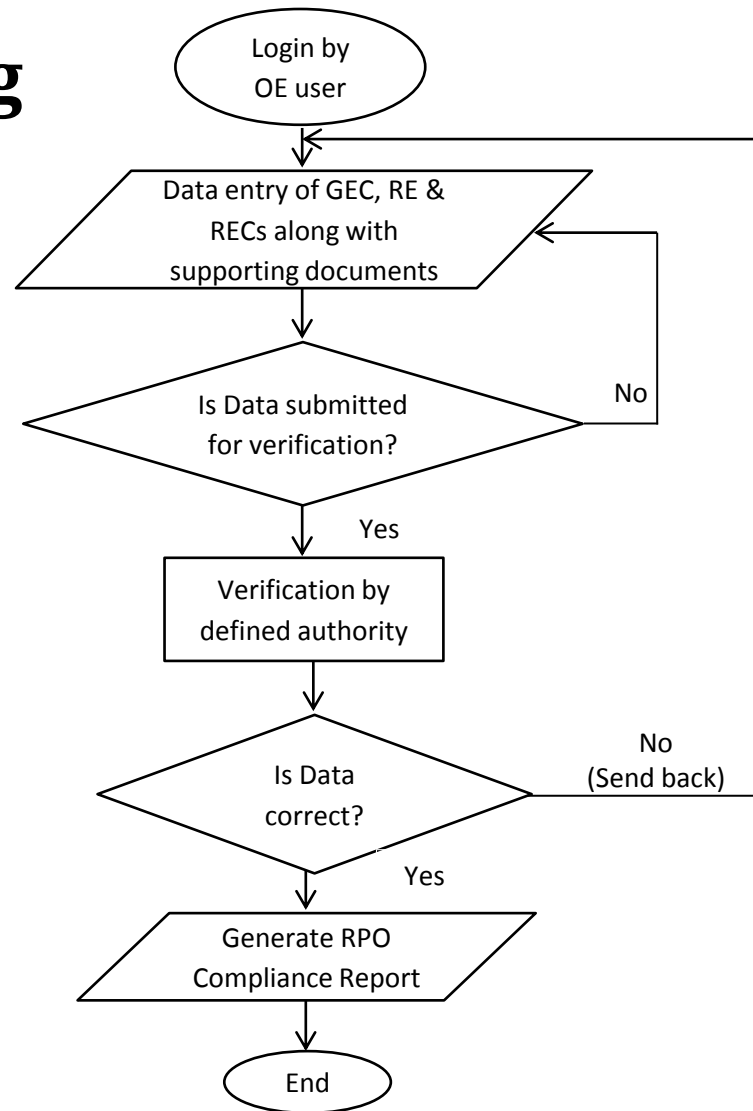 g
Login by
OE user
Data entry of GEC, RE &
RECs along with
supporting documents
Is Data submitted
for verification?
No
Yes
Verification by
defined authority
Is Data
correct?
No
(Send back)
Yes
Generate RPO
Compliance Report
End